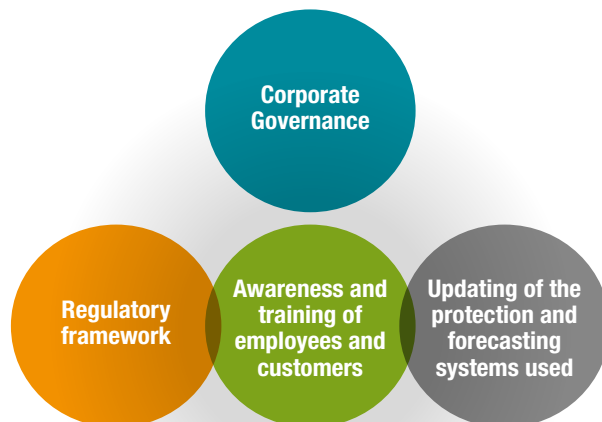 Corporate
Governance
Regulatory
framework
Awareness and
training of
employees and
customers
Updating of the
protection and
forecasting
systems used